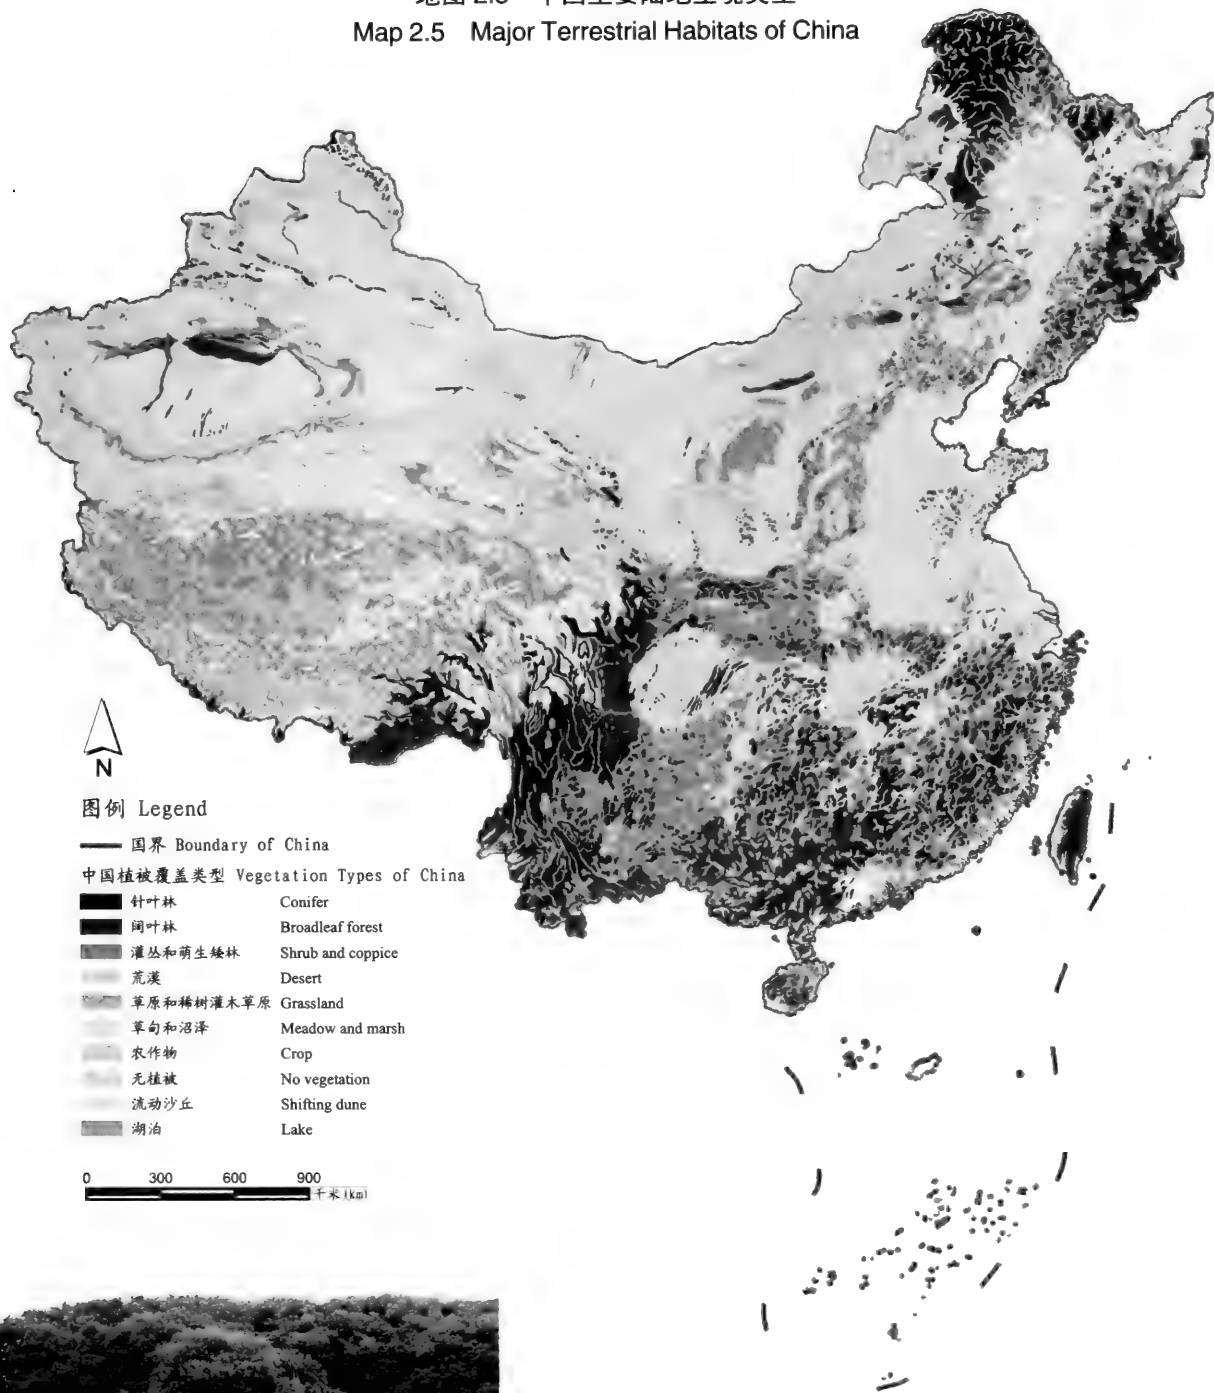 Map 2.5 Major Terrestrial Habitats of China
N
图例 Legend
国界 Boundary of China
中国植被覆盖类型 Vegetation Types of China
针叶林 Conifer
阔叶林 Broadleaf forest
灌丛和萌生矮林 Shrub and coppice
荒漠 Desert
草原和稀树灌木草原 Grassland
草甸和沼泽 Meadow and marsh
农作物 Crop
无植被 No vegetation
流动沙丘 Shifting dune
湖泊 Lake
0 300 600 900
千米(km)